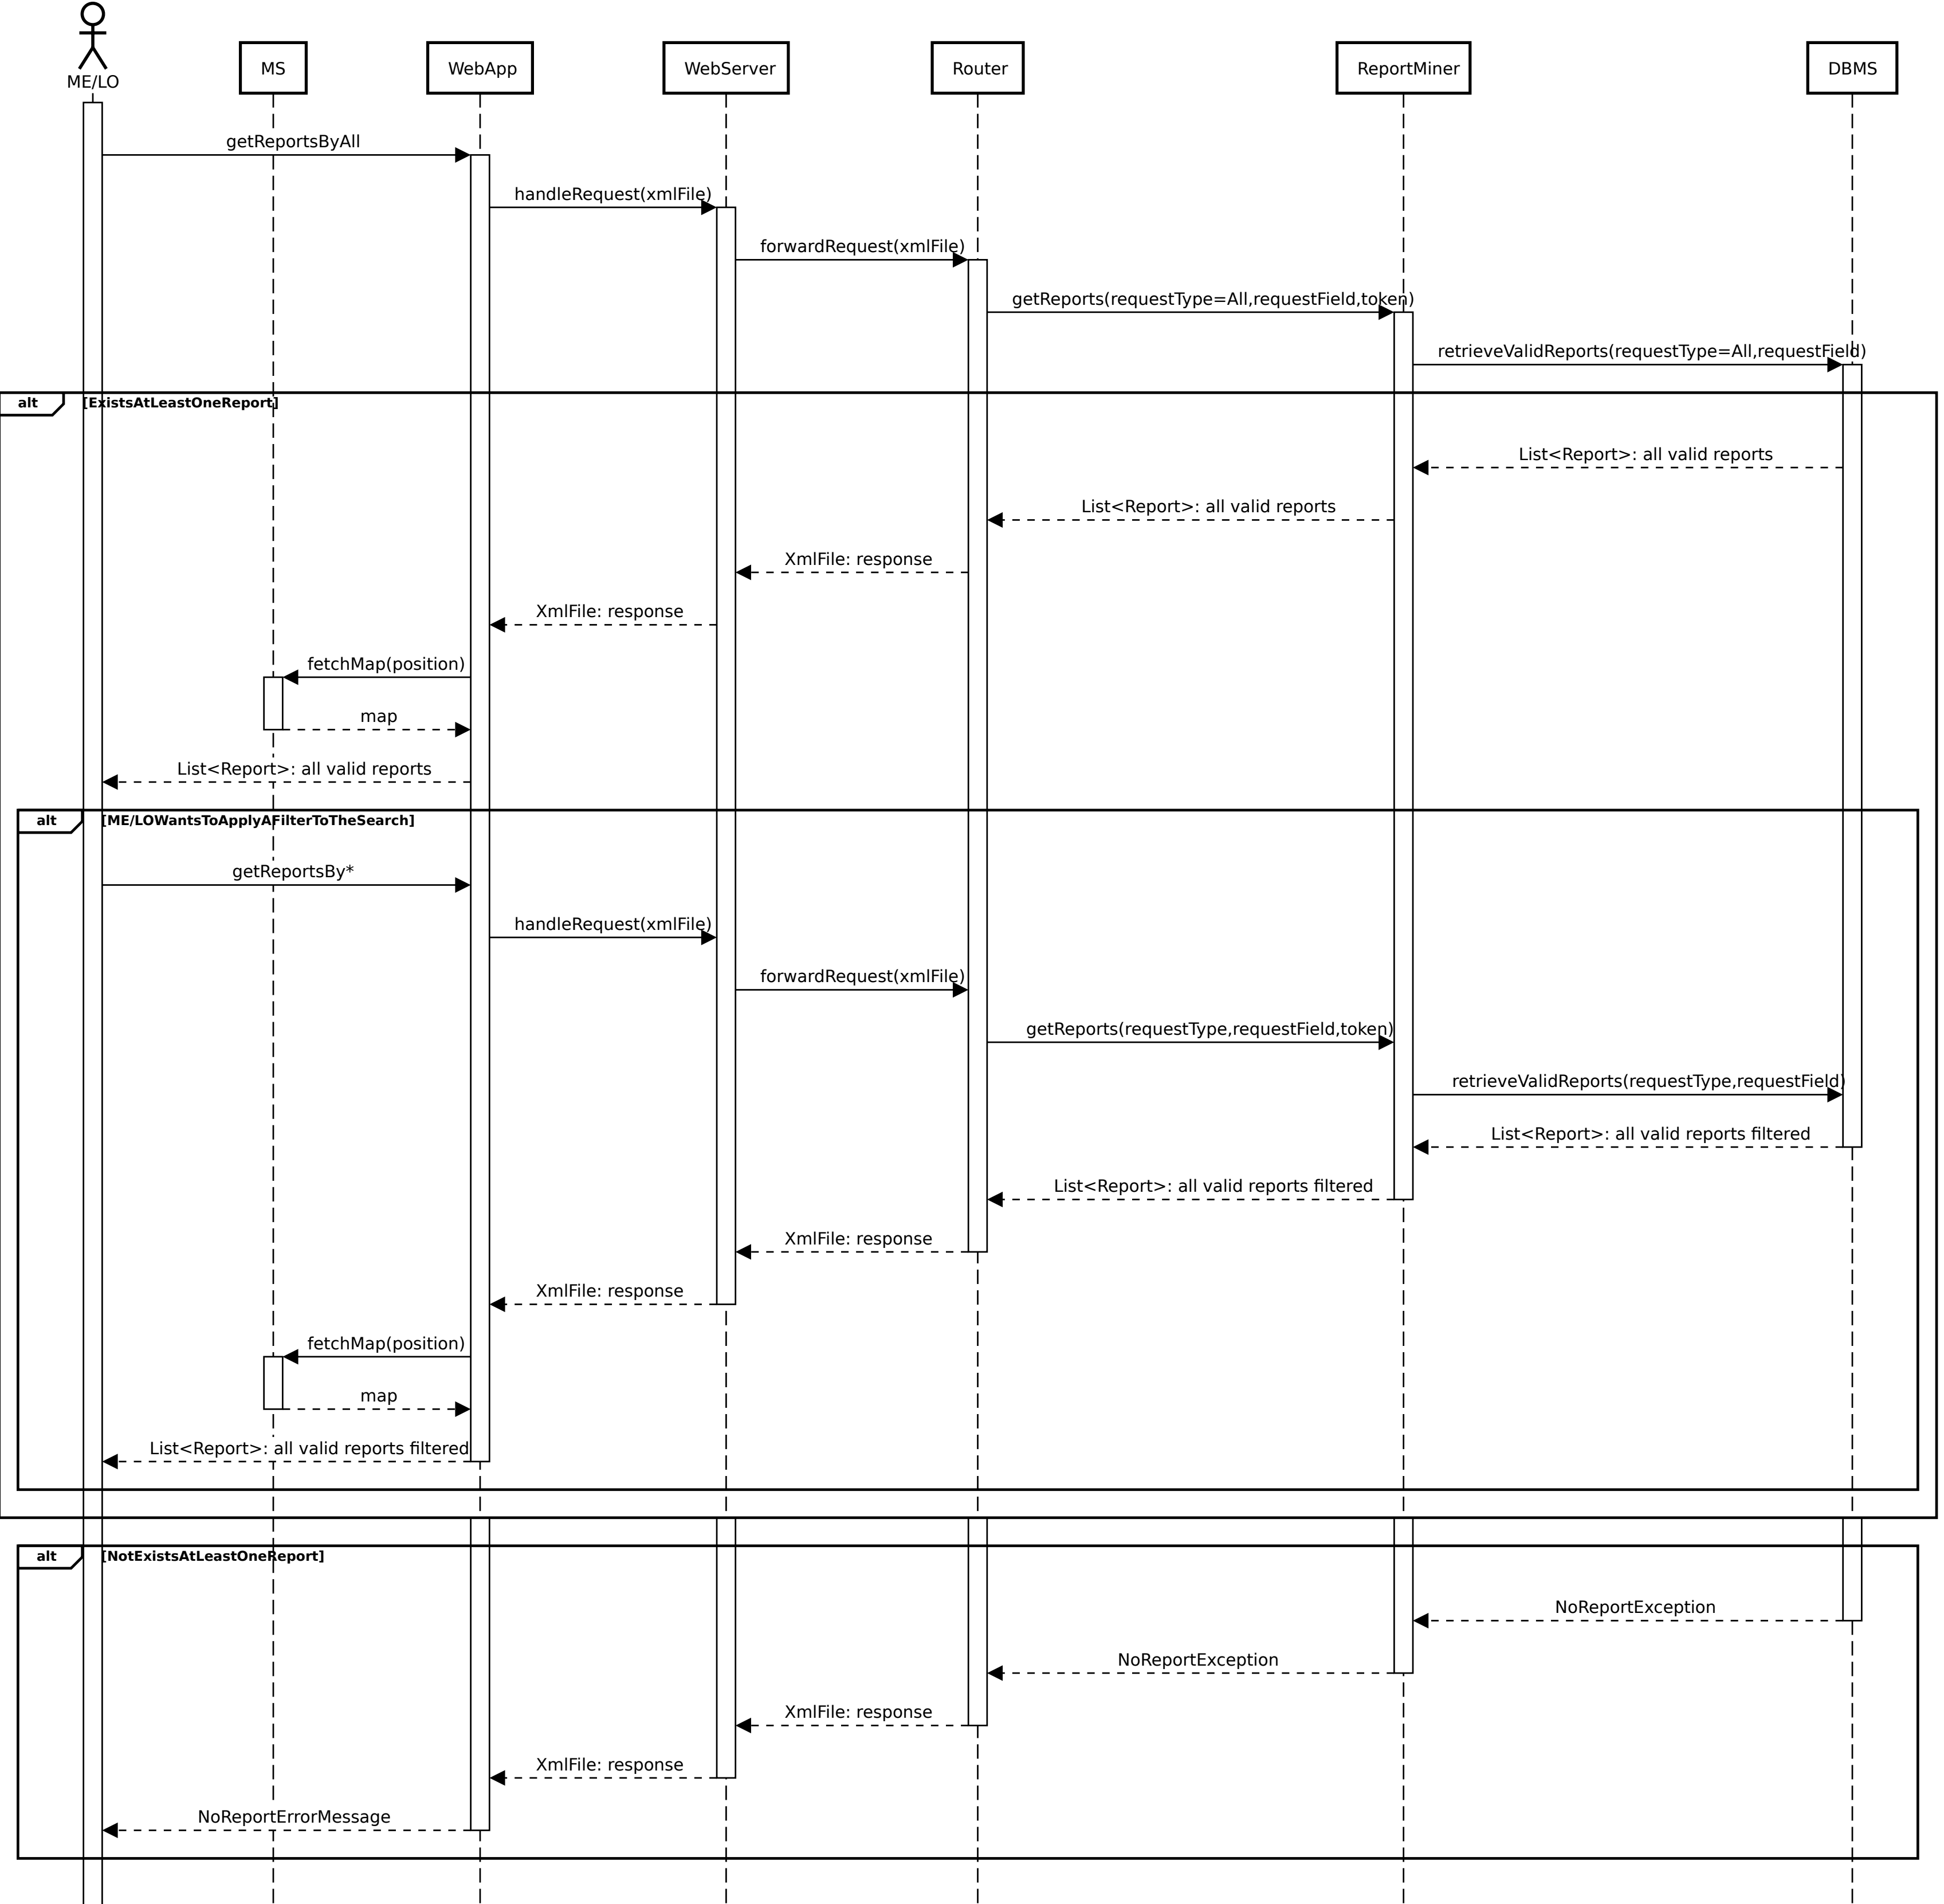 ME/LO
MS
WebApp
WebServer
Router
ReportMiner
DBMS
getReportsByAll
handleRequest(xmlFile)
forwardRequest(xmlFile)
getReports(requestType=All,requestField,token)
retrieveValidReports(requestType=All,requestField)
alt
[ExistsAtLeastOneReport]
List<Report>: all valid reports
List<Report>: all valid reports
XmlFile: response
XmlFile: response
fetchMap(position)
map
List<Report>: all valid reports
alt
[ME/LOWantsToApplyAFilterToTheSearch]
getReportsBy*
handleRequest(xmlFile)
forwardRequest(xmlFile)
getReports(requestType,requestField,token)
retrieveValidReports(requestType,requestField)
List<Report>: all valid reports filtered
List<Report>: all valid reports filtered
XmlFile: response
XmlFile: response
fetchMap(position)
map
List<Report>: all valid reports filtered
alt
[NotExistsAtLeastOneReport]
NoReportException
NoReportException
XmlFile: response
XmlFile: response
NoReportErrorMessage